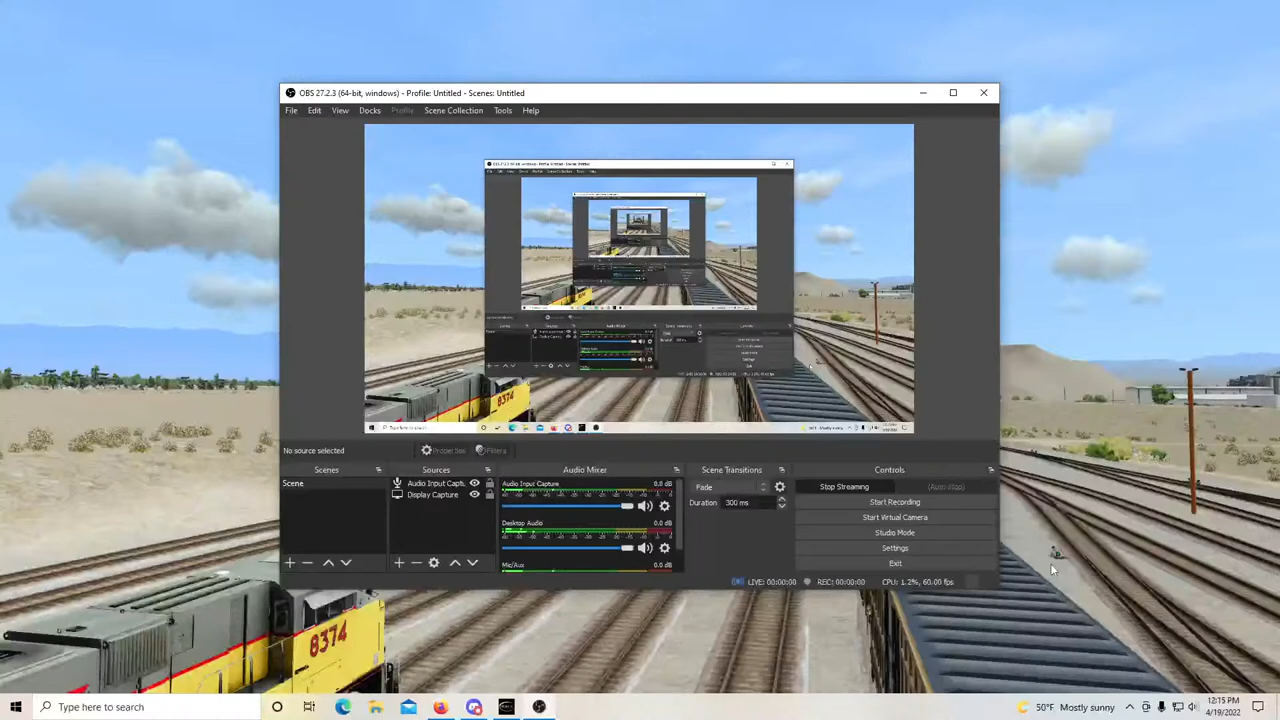 OBS 27.2.3 (64-bit, windows) - Profile: Untitled - Scenes: Untitled
File Edit View Docks Profile Scene Collection Tools Help
8374
Type here to search
No source selected Properties Filters
Scenes Sources Audio Mixer Scene Transitions Controls
Scene
Audio Input Capt.
Display Capture
Audio Input Capture 0.0 dB
Desktop Audio 0.0 dB
Mic/Aux 0.0 dB
Fade
Duration 300 ms
Stop Streaming (Auto Stop)
Start Recording
Start Virtual Camera
Studio Mode
Settings
Exit
LIVE: 00:00:00 REC: 00:00:00 CPU: 1.2%, 60.00 fps
8374
Type here to search
50°F Mostly sunny
12:15 PM
4/19/2022